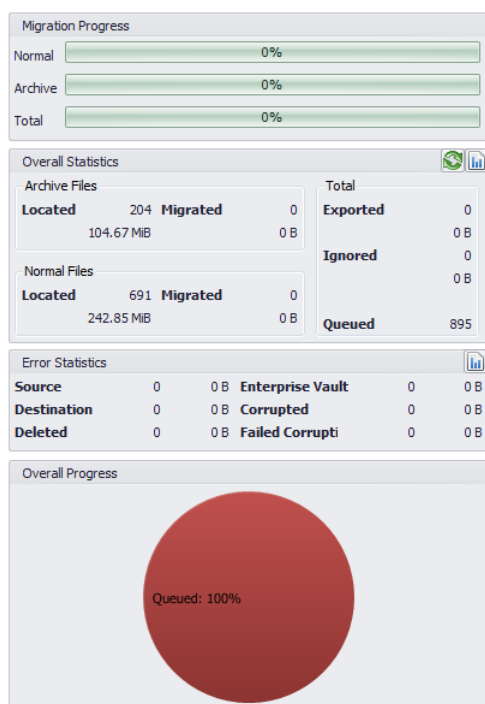 Migration Progress
Normal 0%
Archive 0%
Total 0%
Overall Statistics
Archive Files
Located 204 Migrated 0
104.67 MiB 0 B
Normal Files
Located 691 Migrated 0
242.85 MiB 0 B
Total
Exported 0
0 B
Ignored 0
0 B
Queued 895
Error Statistics
Source 0 0 B Enterprise Vault 0 0 B
Destination 0 0 B Corrupted 0 0 B
Deleted 0 0 B Failed Corrupti 0 0 B
Overall Progress
Queued: 100%